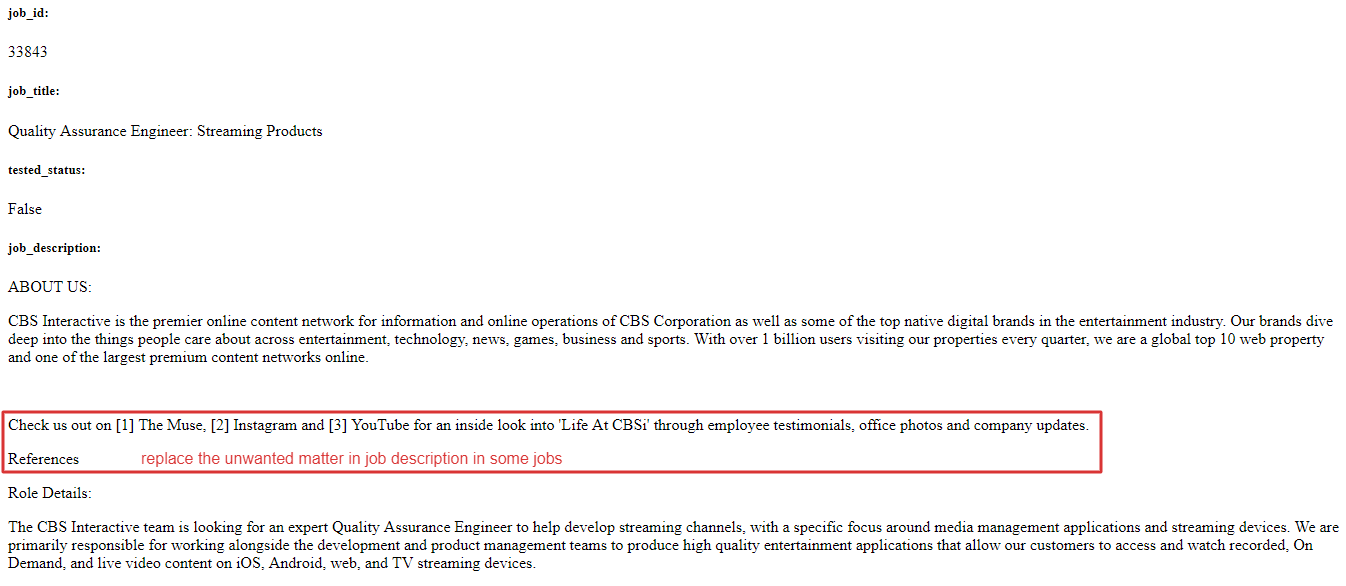 job_id:
33843
job_title:
Quality Assurance Engineer: Streaming Products
tested_status:
False
job_description:
ABOUT US:
CBS Interactive is the premier online content network for information and online operations of CBS Corporation as well as some of the top native digital brands in the entertainment industry. Our brands dive
deep into the things people care about across entertainment, technology, news, games, business and sports. With over 1 billion users visiting our properties every quarter, we are a global top 10 web property
and one of the largest premium content networks online.
Check us out on [1] The Muse, [2] Instagram and [3] YouTube for an inside look into 'Life At CBSi' through employee testimonials, office photos and company updates.
References replace the unwanted matter in job description in some jobs
Role Details:
The CBS Interactive team is looking for an expert Quality Assurance Engineer to help develop streaming channels, with a specific focus around media management applications and streaming devices. We are
primarily responsible for working alongside the development and product management teams to produce high quality entertainment applications that allow our customers to access and watch recorded, On
Demand, and live video content on iOS, Android, web, and TV streaming devices.